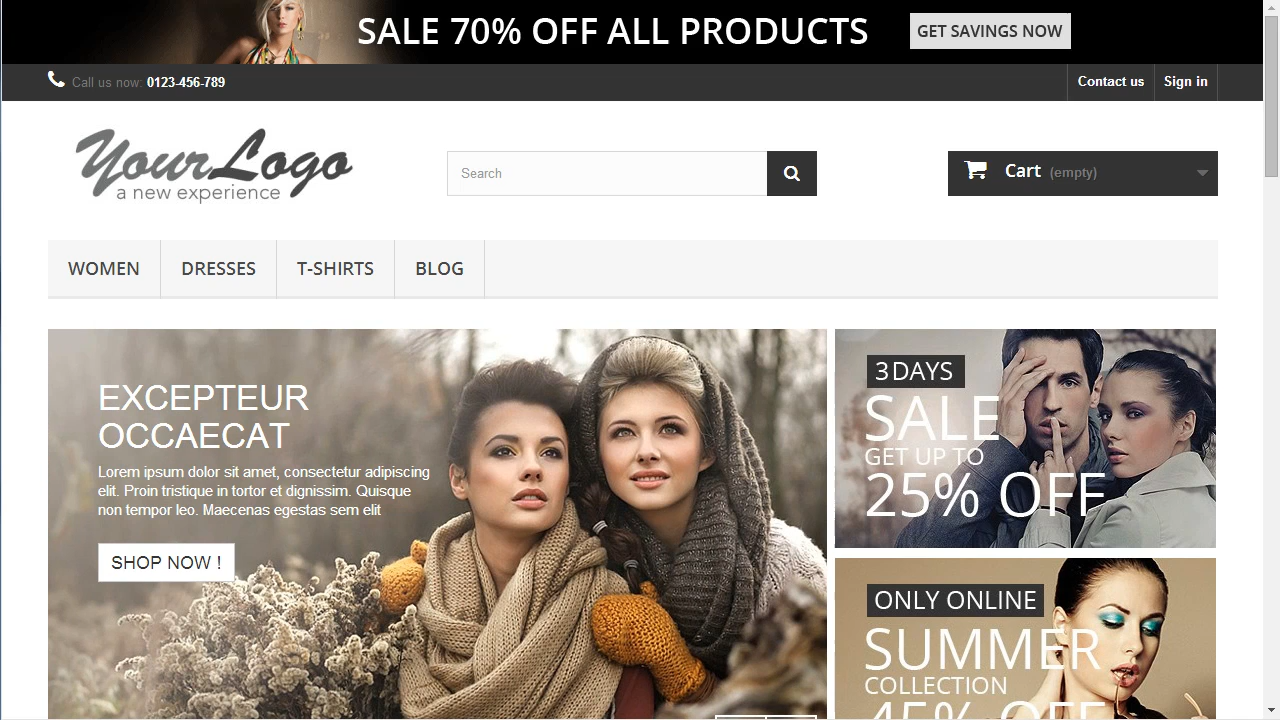 SALE 70% OFF ALL PRODUCTS
GET SAVINGS NOW
Call us now: 0123-456-789
Contact us
Sign in
YourLogo
a new experience
Search
Cart (empty)
WOMEN
DRESSES
T-SHIRTS
BLOG
EXCEPTEUR
OCCAECAT
Lorem ipsum dolor sit amet, consectetur adipiscing
elit. Proin tristique in tortor et dignissim. Quisque
non tempor leo. Maecenas egestas sem elit
SHOP NOW !
3 DAYS
SALE
GET UP TO
25% OFF
ONLY ONLINE
SUMMER
COLLECTION
45% OFF